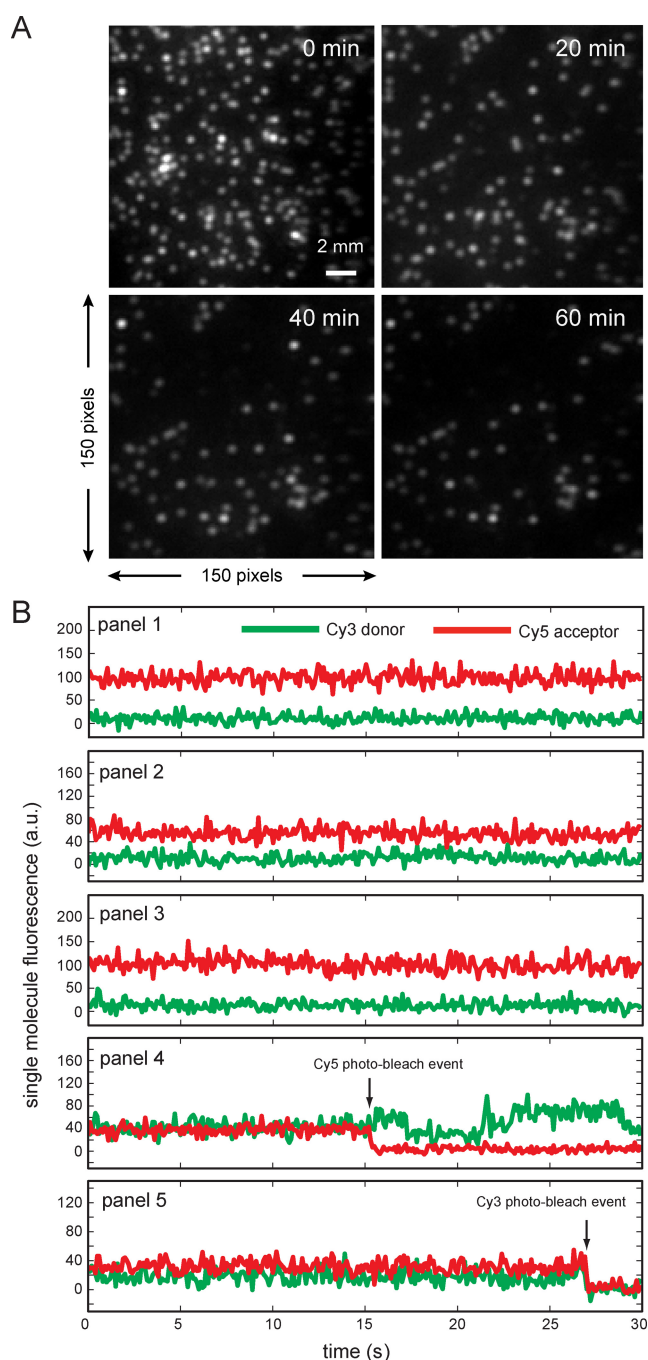 A
0 min
20 min
2 mm
40 min
60 min
150 pixels
150 pixels
B
panel 1
Cy3 donor
Cy5 acceptor
200
150
100
50
0
panel 2
160
120
80
40
0
panel 3
200
150
100
50
0
single molecule fluorescence (a.u.)
panel 4
Cy5 photo-bleach event
160
120
80
40
0
panel 5
Cy3 photo-bleach event
120
80
40
0
0 5 10 15 20 25 30
time (s)